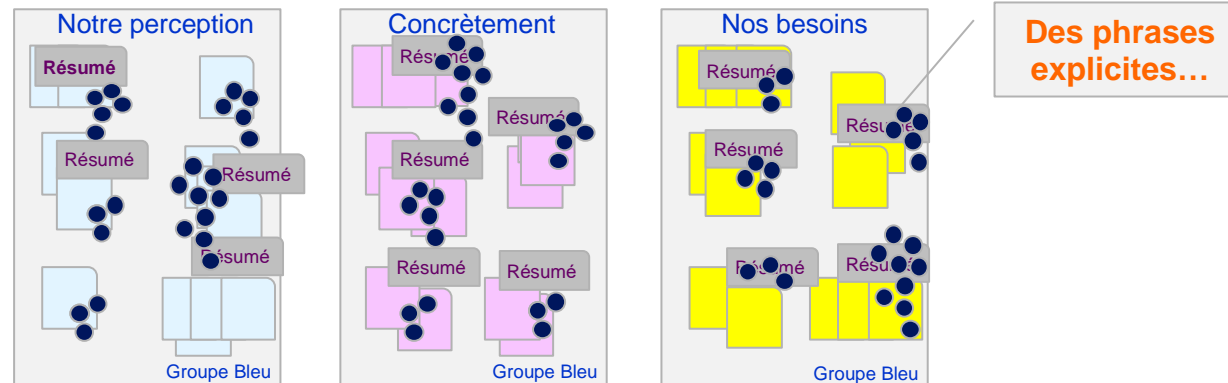 Notre perception
Résumé
Résumé
Résumé
Résumé
Groupe Bleu
Concrètement
Résumé
Résumé
Résumé
Résumé
Résumé
Groupe Bleu
Nos besoins
Résumé
Résumé
Résumé
Résumé
Résumé
Groupe Bleu
Des phrases
explicites…